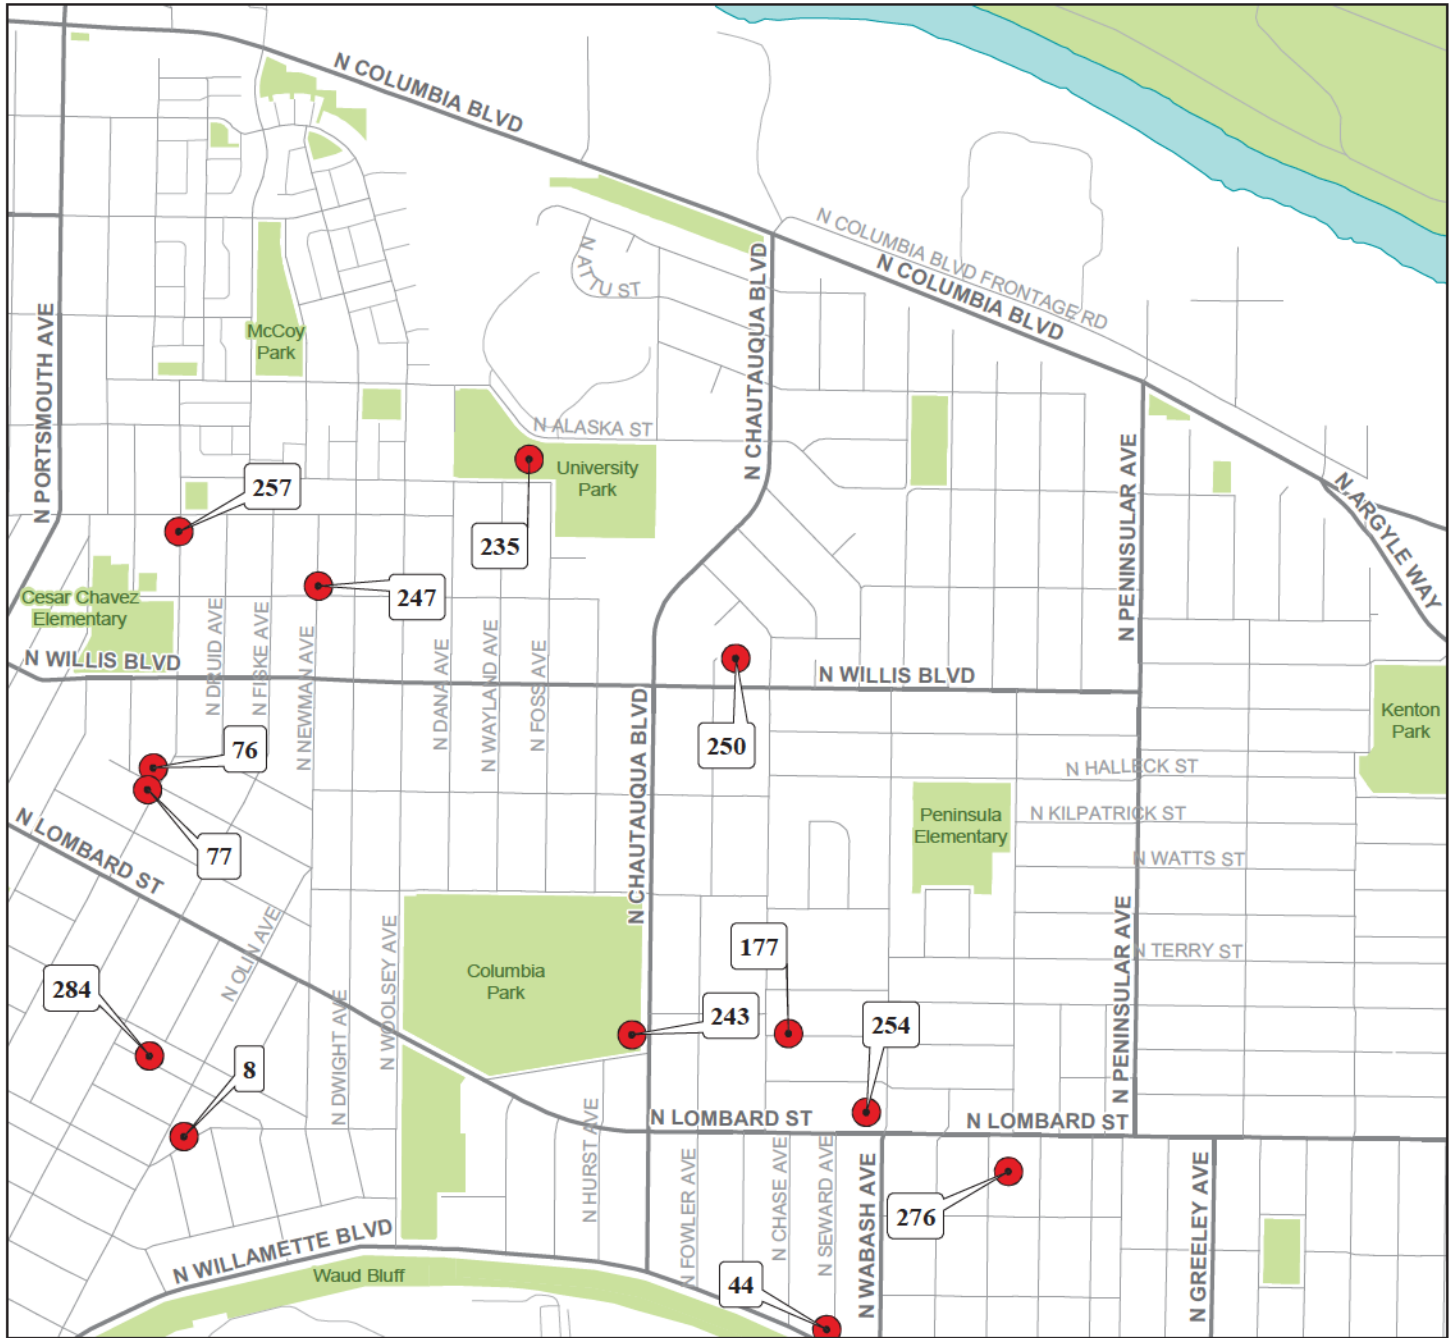 N COLUMBIA BLVD
N COLUMBIA BLVD FRONTAGE RD
N COLUMBIA BLVD
N ATTU ST
N CHAUTAUQUA BLVD
N PORTSMOUTH AVE
McCoy
Park
N ALASKA ST
University
Park
N PENINSULAR AVE
N ARGYLE WAY
257
235
247
Cesar Chavez
Elementary
N WILLIS BLVD
N DRUID AVE
N FISKE AVE
N NEWMAN AVE
N DANA AVE
N WAYLAND AVE
N FOSS AVE
N WILLIS BLVD
N CHAUTAUQUA BLVD
250
Kenton
Park
76
77
N HALLECK ST
N KILPATRICK ST
N WATTS ST
N TERRY ST
Peninsula
Elementary
N LOMBARD ST
N OLIN AVE
N DWIGHT AVE
N WOOLSEY AVE
Columbia
Park
177
243
254
284
8
N PENINSULAR AVE
N LOMBARD ST
N LOMBARD ST
N HURST AVE
N FOWLER AVE
N CHASE AVE
N SEWARD AVE
N WABASH AVE
276
N GREELEY AVE
N WILLAMETTE BLVD
Waud Bluff
44